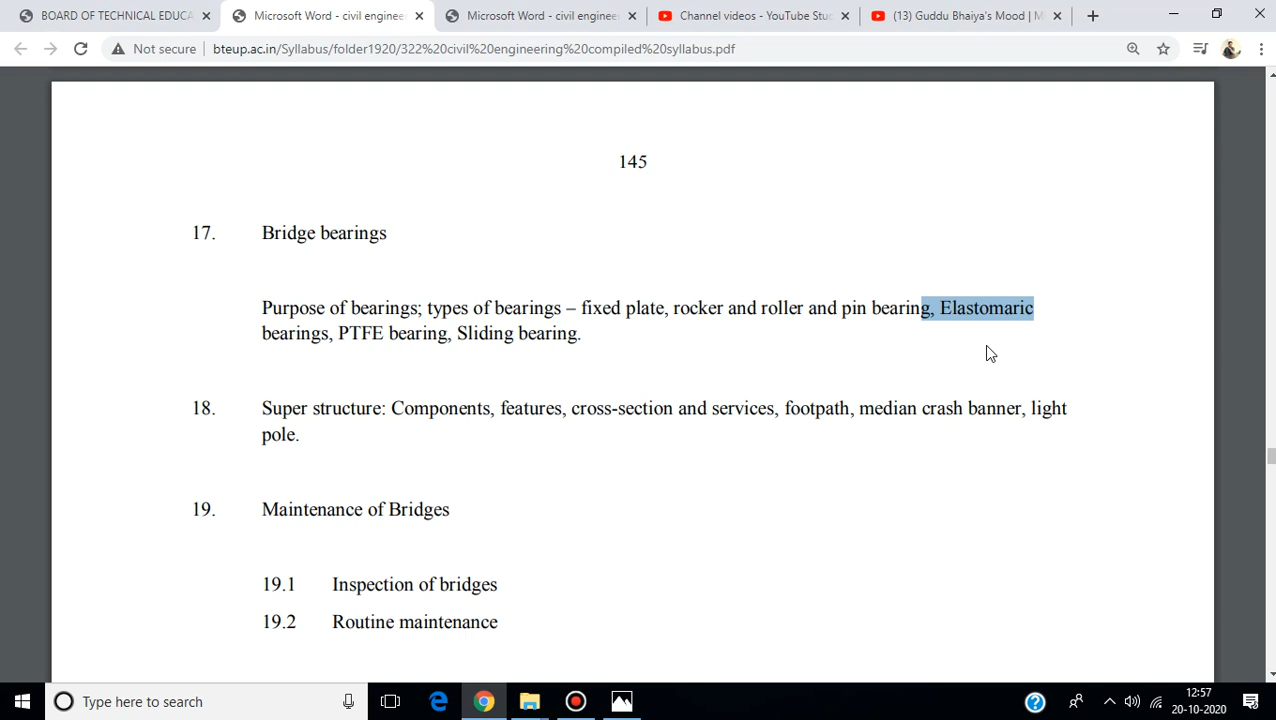 BOARD OF TECHNICAL EDUCA
Microsoft Word - civil enginee
Microsoft Word - civil enginee
Channel videos - YouTube Stu
(13) Guddu Bhaiya's Mood | M
Not secure
bteup.ac.in/Syllabus/folder1920/322%20civil%20engineering%20compiled%20syllabus.pdf
145
17. Bridge bearings
Purpose of bearings; types of bearings – fixed plate, rocker and roller and pin bearing, Elastomaric
bearings, PTFE bearing, Sliding bearing.
18. Super structure: Components, features, cross-section and services, footpath, median crash banner, light
pole.
19. Maintenance of Bridges
19.1 Inspection of bridges
19.2 Routine maintenance
Type here to search
12:57
20-10-2020